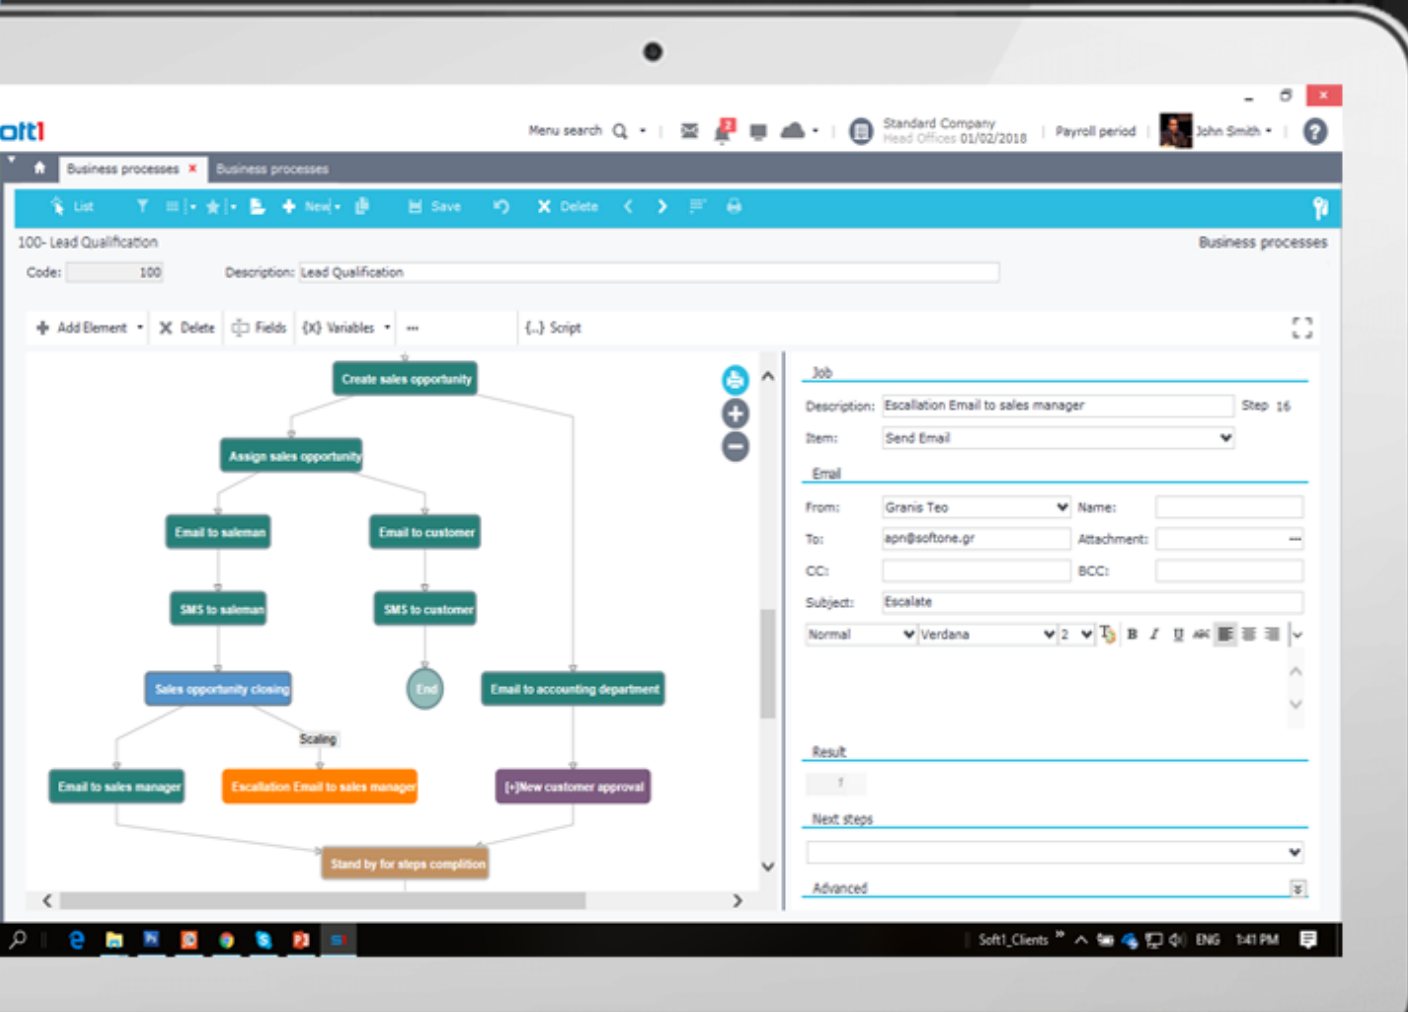 oft1
Menu search
2
Standard Company
Head Offices 01/02/2018
Payroll period
John Smith
?
Business processes
Business processes
List
New
Save
Delete
100- Lead Qualification
Business processes
Code: 100
Description: Lead Qualification
Add Element
Delete
Fields
{X} Variables
...
{..} Script
Create sales opportunity
Assign sales opportunity
Email to saleman
Email to customer
SMS to saleman
SMS to customer
Sales opportunity closing
End
Email to accounting department
Scaling
Email to sales manager
Escallation Email to sales manager
[+]New customer approval
Stand by for steps complition
Job
Description: Escallation Email to sales manager
Step 16
Item: Send Email
Email
From: Granis Teo
Name:
To: apn@softone.gr
Attachment: ...
CC:
BCC:
Subject: Escalate
Normal
Verdana
2
B I U ABC
Result
Next steps
Advanced
Soft1_Clients
ENG
1:41 PM